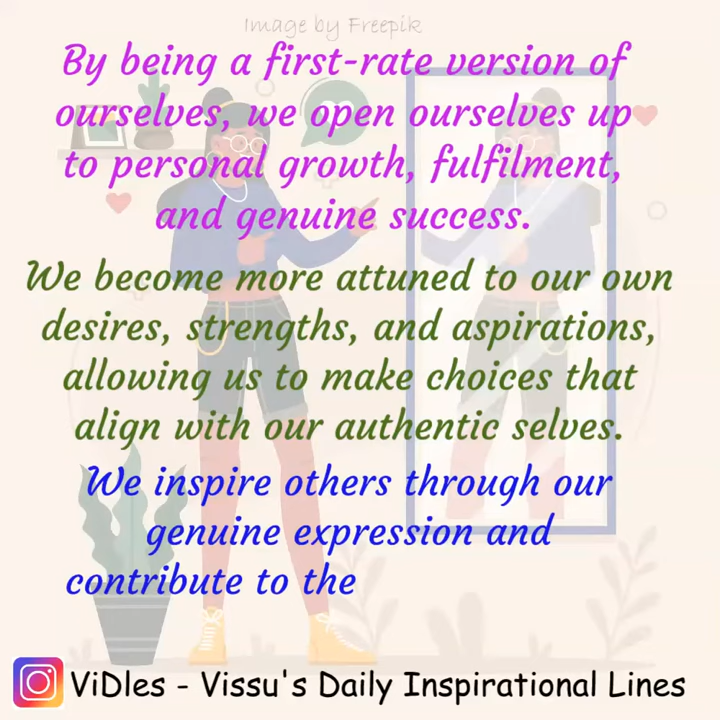 Image by Freepik
By being a first-rate version of
ourselves, we open ourselves up
to personal growth, fulfilment,
and genuine success.
We become more attuned to our own
desires, strengths, and aspirations,
allowing us to make choices that
align with our authentic selves.
We inspire others through our
genuine expression and
contribute to the
ViDles - Vissu's Daily Inspirational Lines